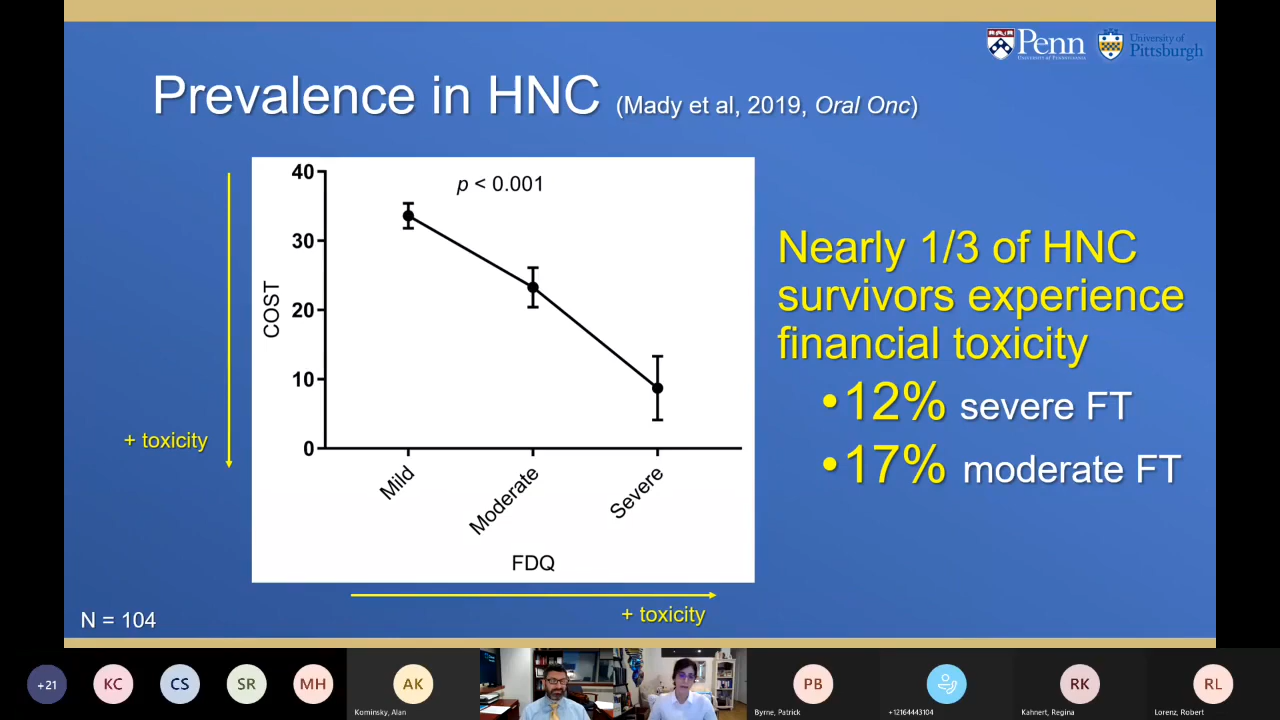 Penn
University of
Pittsburgh
Prevalence in HNC (Mady et al, 2019, Oral Onc)
40
30
20
10
0
COST
p < 0.001
Mild
Moderate
Severe
FDQ
+ toxicity
+ toxicity
Nearly 1/3 of HNC
survivors experience
financial toxicity
•12% severe FT
•17% moderate FT
N = 104
+21
KC
CS
SR
MH
AK
Kominsky, Alan
PB
Byrne, Patrick
+12164443104
RK
Kahnert, Regina
RL
Lorenz, Robert